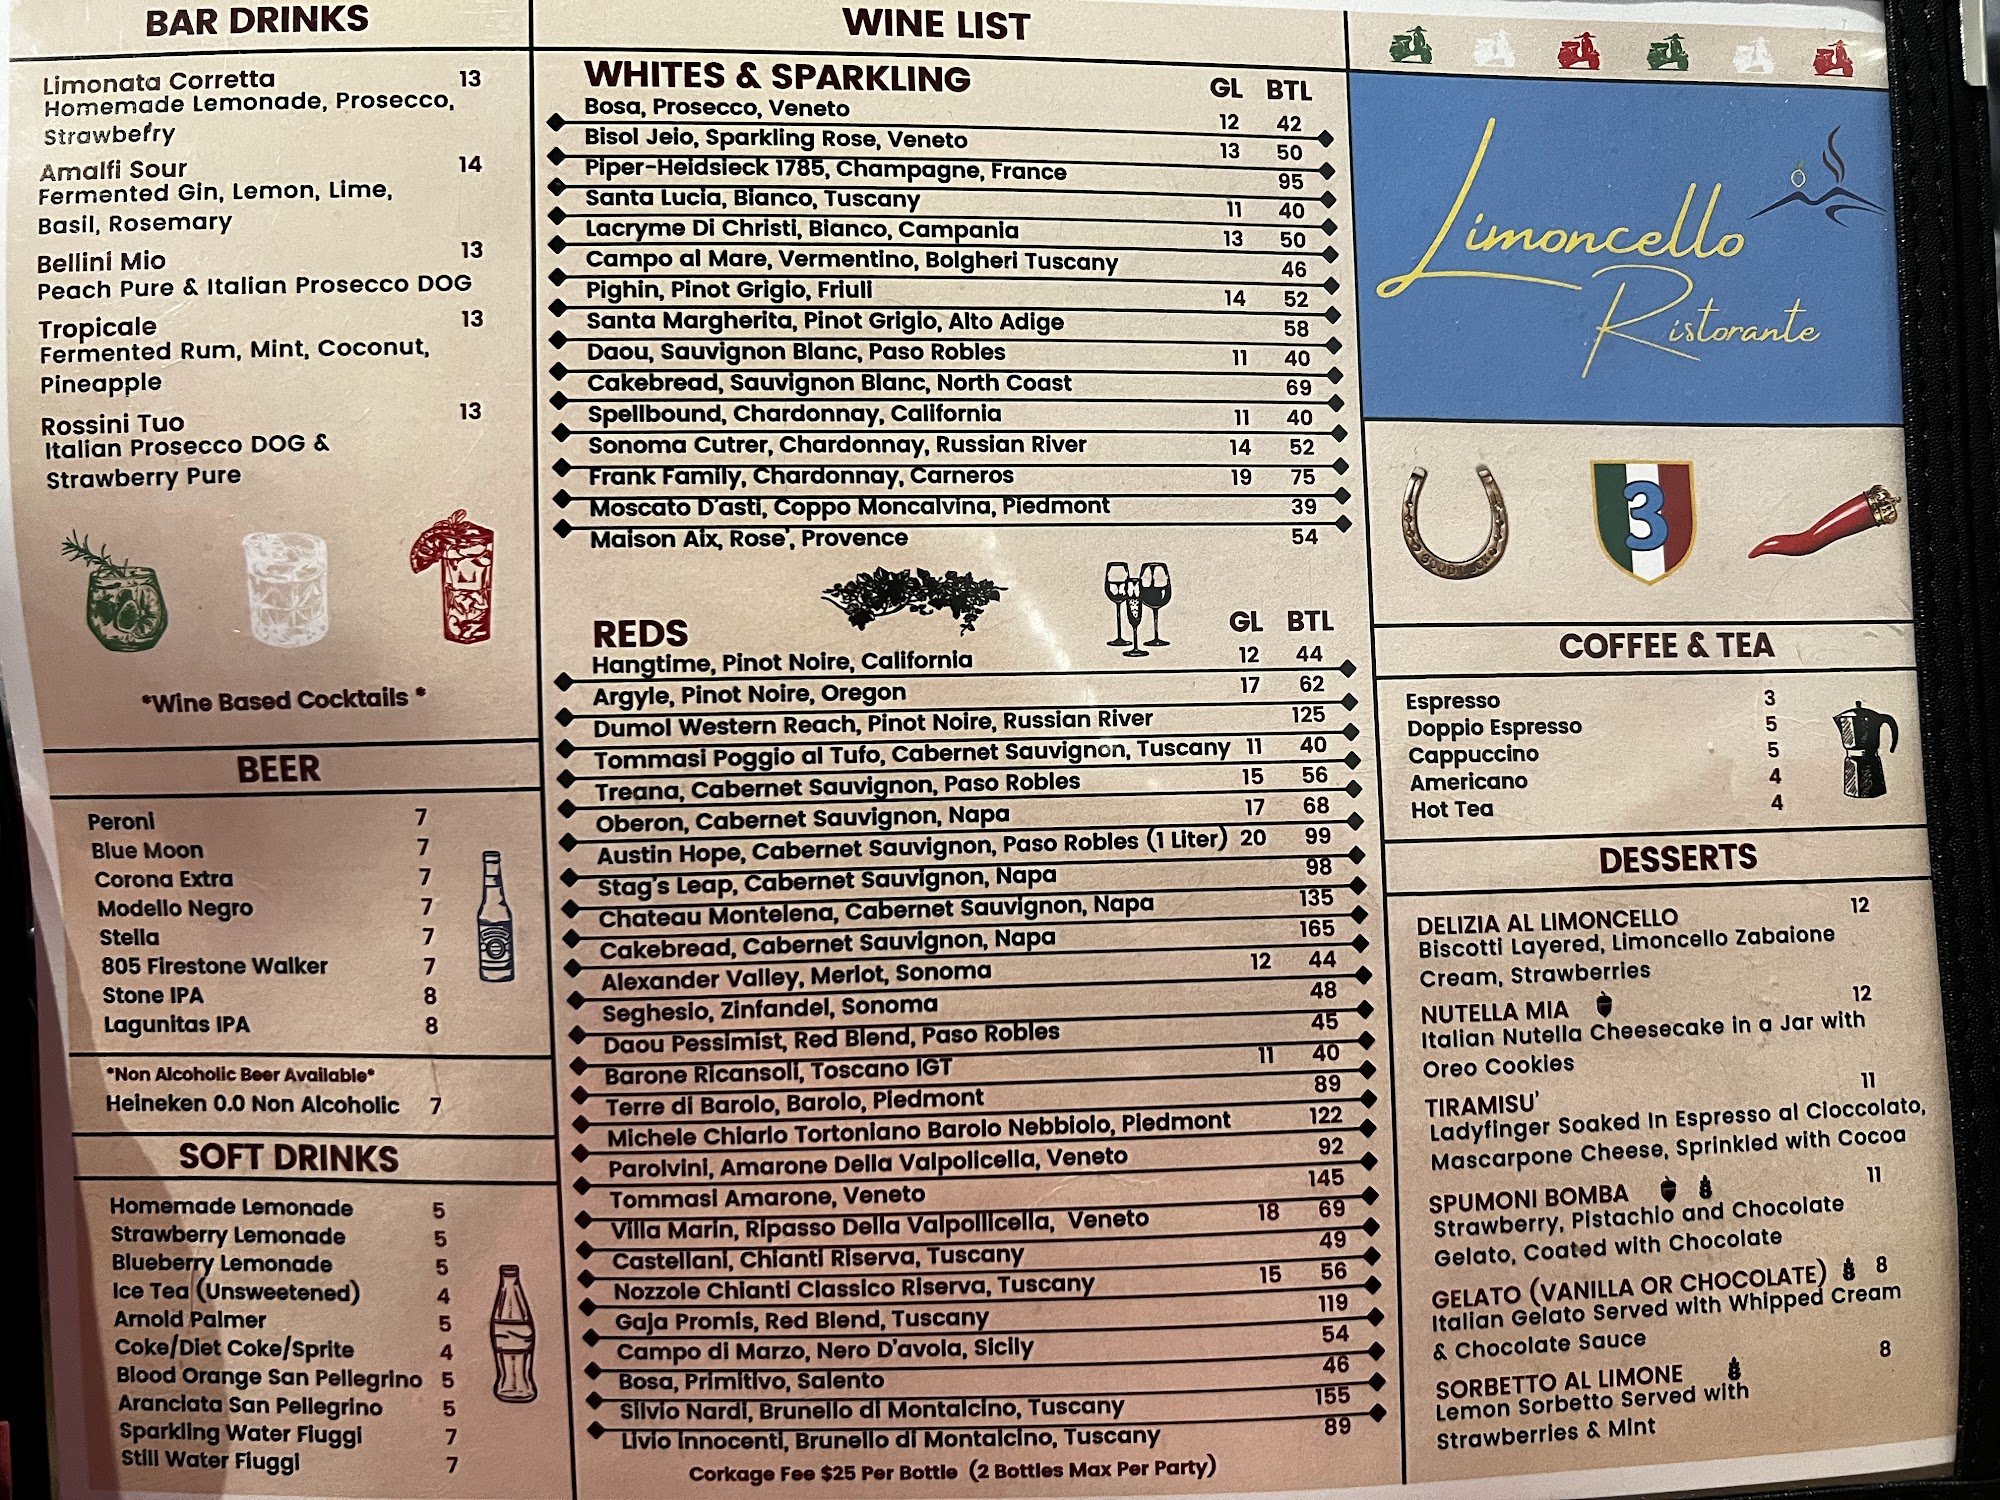 BAR DRINKS
Limonata Corretta 13
Homemade Lemonade, Prosecco,
Strawberry
Amalfi Sour 14
Fermented Gin, Lemon, Lime,
Basil, Rosemary
Bellini Mio 13
Peach Pure & Italian Prosecco DOG
Tropicale 13
Fermented Rum, Mint, Coconut,
Pineapple
Rossini Tuo 13
Italian Prosecco DOG &
Strawberry Pure
*Wine Based Cocktails *
BEER
Peroni 7
Blue Moon 7
Corona Extra 7
Modello Negro 7
Stella 7
805 Firestone Walker 7
Stone IPA 8
Lagunitas IPA 8
*Non Alcoholic Beer Available*
Heineken 0.0 Non Alcoholic 7
SOFT DRINKS
Homemade Lemonade 5
Strawberry Lemonade 5
Blueberry Lemonade 5
Ice Tea (Unsweetened) 4
Arnold Palmer 5
Coke/Diet Coke/Sprite 4
Blood Orange San Pellegrino 5
Aranciata San Pellegrino 5
Sparkling Water Fiuggi 7
Still Water Fiuggi 7
WINE LIST
WHITES & SPARKLING GL BTL
Bosa, Prosecco, Veneto 12 42
Bisol Jeio, Sparkling Rose, Veneto 13 50
Piper-Heidsieck 1785, Champagne, France 95
Santa Lucia, Bianco, Tuscany 11 40
Lacryme Di Christi, Bianco, Campania 13 50
Campo al Mare, Vermentino, Bolgheri Tuscany 46
Pighin, Pinot Grigio, Friuli 14 52
Santa Margherita, Pinot Grigio, Alto Adige 58
Daou, Sauvignon Blanc, Paso Robles 11 40
Cakebread, Sauvignon Blanc, North Coast 69
Spellbound, Chardonnay, California 11 40
Sonoma Cutrer, Chardonnay, Russian River 14 52
Frank Family, Chardonnay, Carneros 19 75
Moscato D'asti, Coppo Moncalvina, Piedmont 39
Maison Aix, Rose', Provence 54
REDS GL BTL
Hangtime, Pinot Noire, California 12 44
Argyle, Pinot Noire, Oregon 17 62
Dumol Western Reach, Pinot Noire, Russian River 125
Tommasi Poggio al Tufo, Cabernet Sauvignon, Tuscany 11 40
Treana, Cabernet Sauvignon, Paso Robles 15 56
Oberon, Cabernet Sauvignon, Napa 17 68
Austin Hope, Cabernet Sauvignon, Paso Robles (1 Liter) 20 99
Stag's Leap, Cabernet Sauvignon, Napa 98
Chateau Montelena, Cabernet Sauvignon, Napa 135
Cakebread, Cabernet Sauvignon, Napa 165
Alexander Valley, Merlot, Sonoma 12 44
Seghesio, Zinfandel, Sonoma 48
Daou Pessimist, Red Blend, Paso Robles 45
Barone Ricansoli, Toscano IGT 11 40
Terre di Barolo, Barolo, Piedmont 89
Michele Chiarlo Tortoniano Barolo Nebbiolo, Piedmont 122
Parolvini, Amarone Della Valpolicella, Veneto 92
Tommasi Amarone, Veneto 145
Villa Marin, Ripasso Della Valpollicella, Veneto 18 69
Castellani, Chianti Riserva, Tuscany 49
Nozzole Chianti Classico Riserva, Tuscany 15 56
Gaja Promis, Red Blend, Tuscany 119
Campo di Marzo, Nero D'avola, Sicily 54
Bosa, Primitivo, Salento 46
Silvio Nardi, Brunello di Montalcino, Tuscany 155
Livio Innocenti, Brunello di Montalcino, Tuscany 89
Corkage Fee $25 Per Bottle (2 Bottles Max Per Party)
Limoncello
Ristorante
3
COFFEE & TEA
Espresso 3
Doppio Espresso 5
Cappuccino 5
Americano 4
Hot Tea 4
DESSERTS
DELIZIA AL LIMONCELLO 12
Biscotti Layered, Limoncello Zabaione
Cream, Strawberries
NUTELLA MIA 12
Italian Nutella Cheesecake in a Jar with
Oreo Cookies
TIRAMISU' 11
Ladyfinger Soaked In Espresso al Cioccolato,
Mascarpone Cheese, Sprinkled with Cocoa
SPUMONI BOMBA 11
Strawberry, Pistachio and Chocolate
Gelato, Coated with Chocolate
GELATO (VANILLA OR CHOCOLATE) 8
Italian Gelato Served with Whipped Cream
& Chocolate Sauce
SORBETTO AL LIMONE 8
Lemon Sorbetto Served with
Strawberries & Mint